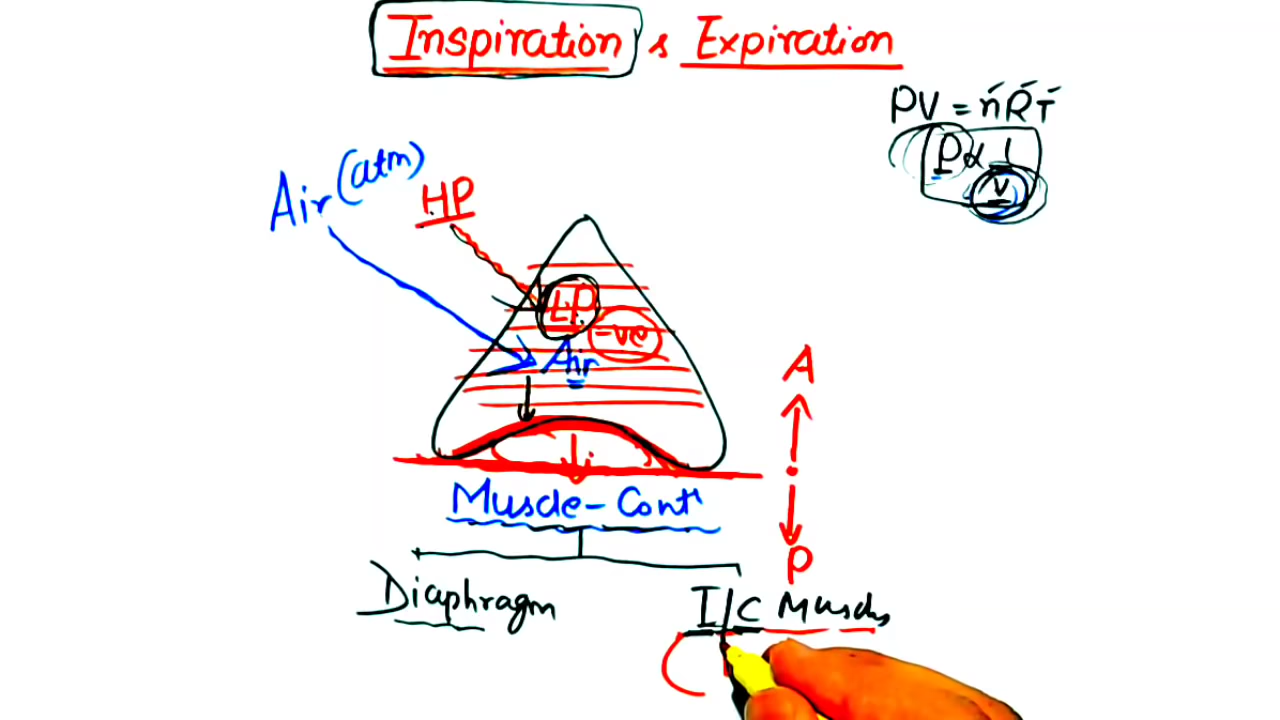 Inspiration & Expiration
PV = nRT
P α 1
V
Air (atm)
HP
LP
-ve
Air
A
P
Muscle-Contⁿ
Diaphragm
I/C Muscles